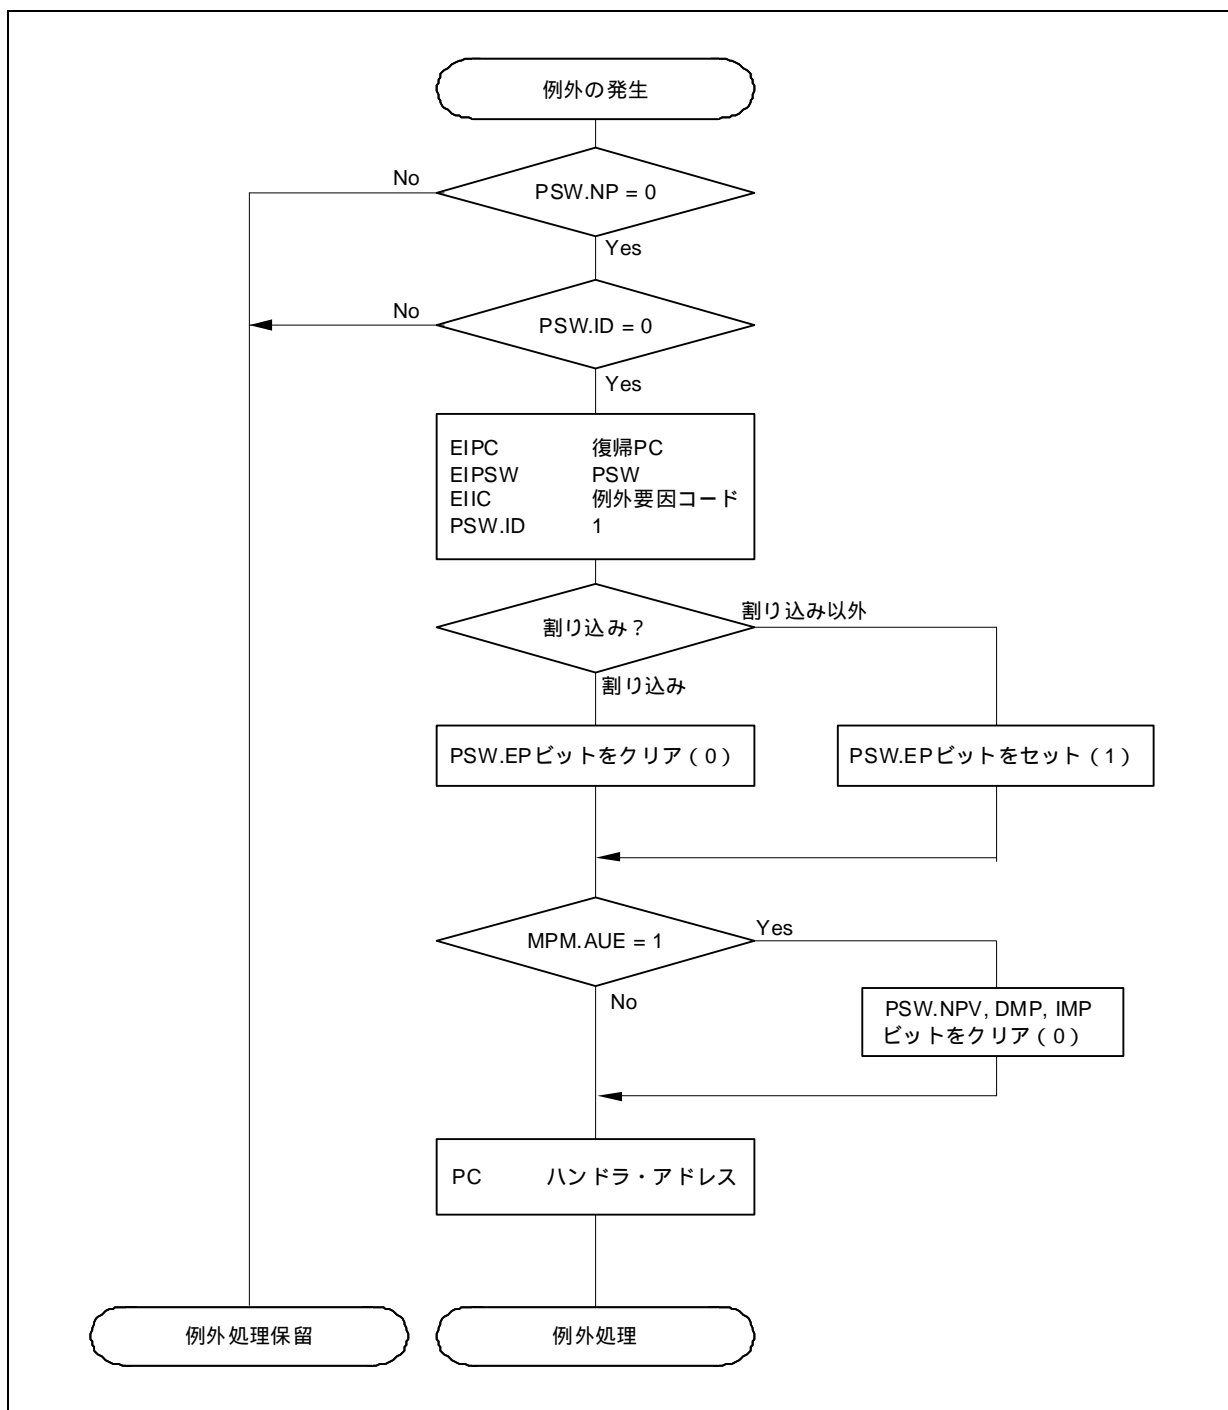 例外の発生
No
PSW.NP = 0
Yes
No
PSW.ID = 0
Yes
EIPC 復帰PC
EIPSW PSW
EIIC 例外要因コード
PSW.ID 1
割り込み？
割り込み以外
割り込み
PSW.EPビットをクリア（0）
PSW.EPビットをセット（1）
MPM.AUE = 1
Yes
No
PSW.NPV, DMP, IMP
ビットをクリア（0）
PC ハンドラ・アドレス
例外処理保留
例外処理